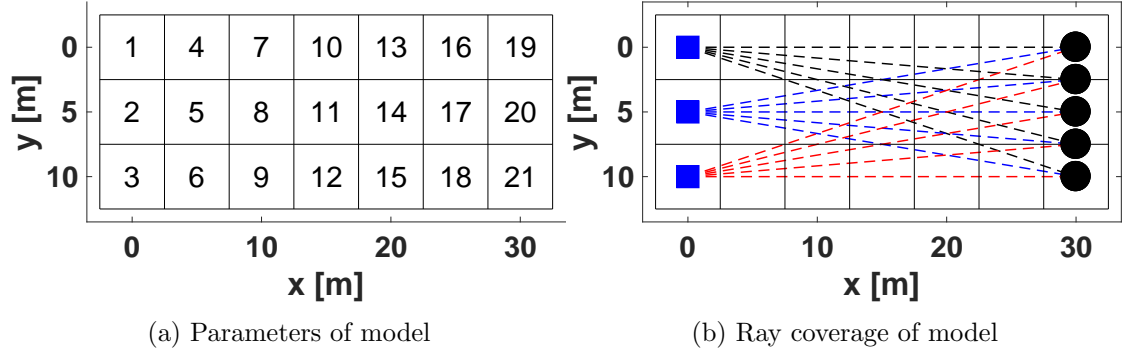 0 1 4 7 10 13 16 19
5 2 5 8 11 14 17 20
10 3 6 9 12 15 18 21
y [m]
0 10 20 30
x [m]
(a) Parameters of model
0
5
10
y [m]
0 10 20 30
x [m]
(b) Ray coverage of model